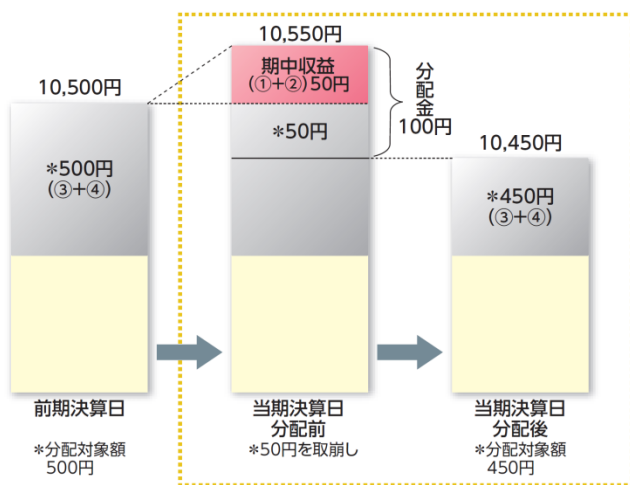 10,500円
*500円
(③+④)
前期決算日
*分配対象額
500円
10,550円
期中収益
(①+②)50円
*50円
分配金
100円
当期決算日
分配前
*50円を取崩し
10,450円
*450円
(③+④)
当期決算日
分配後
*分配対象額
450円